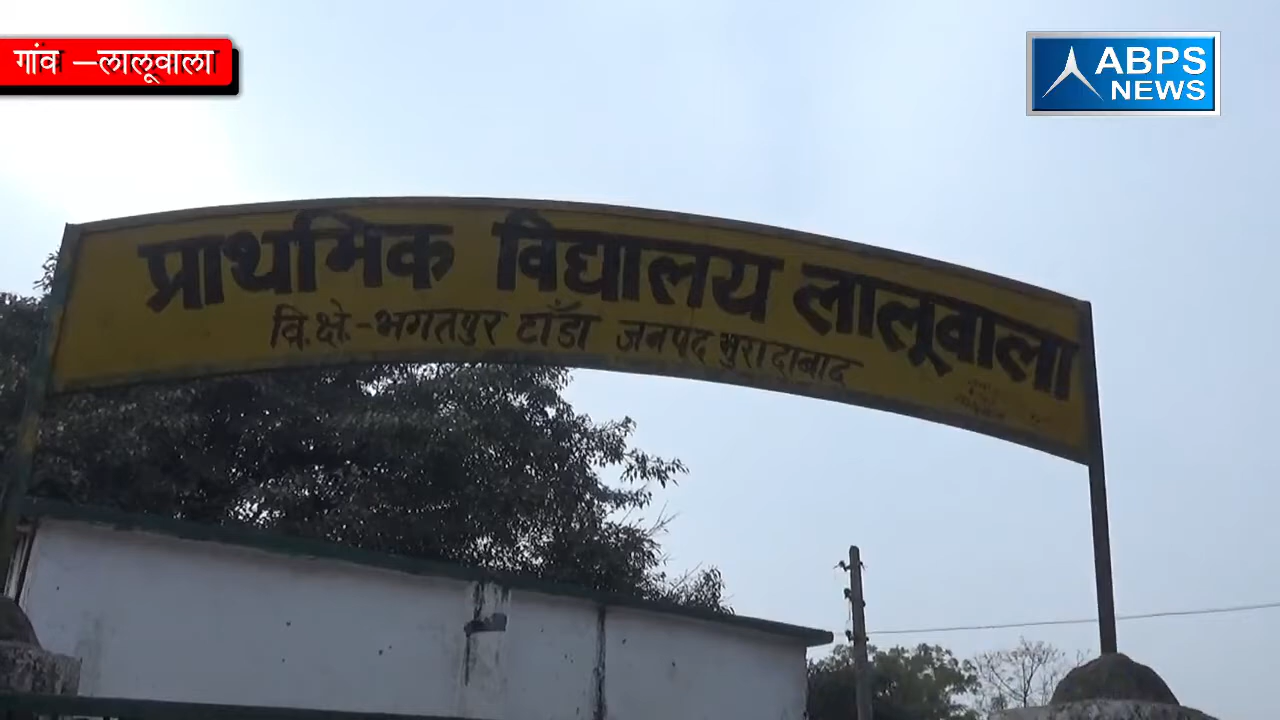 गांव –लालूवाला
ABPS
NEWS
प्राथमिक विद्यालय लालूवाला
वि.क्षे.-भगतपुर टाँडा जनपद मुरादाबाद